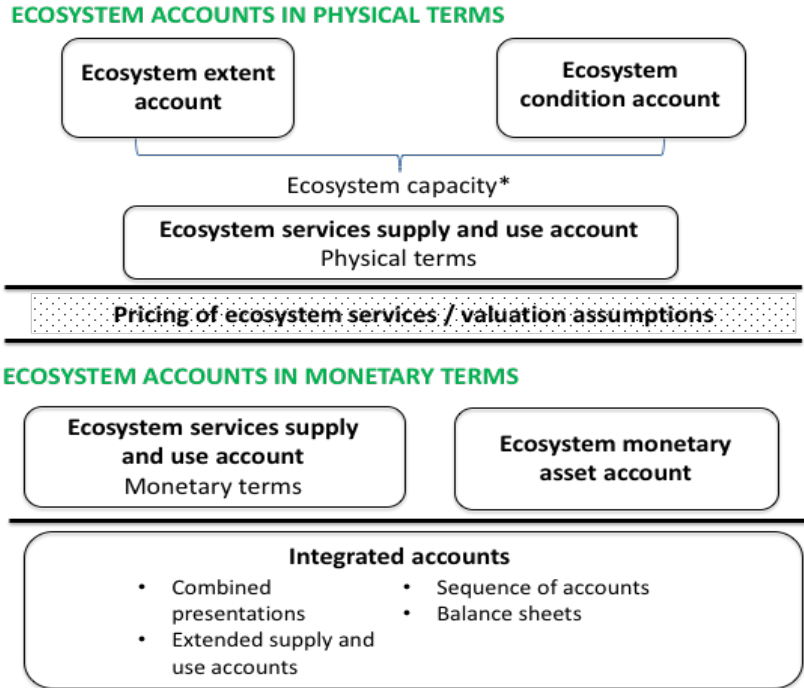 ECOSYSTEM ACCOUNTS IN PHYSICAL TERMS
Ecosystem extent
account
Ecosystem
condition account
Ecosystem capacity*
Ecosystem services supply and use account
Physical terms
Pricing of ecosystem services / valuation assumptions
ECOSYSTEM ACCOUNTS IN MONETARY TERMS
Ecosystem services supply
and use account
Monetary terms
Ecosystem monetary
asset account
Integrated accounts
• Combined
presentations
• Extended supply and
use accounts
• Sequence of accounts
• Balance sheets